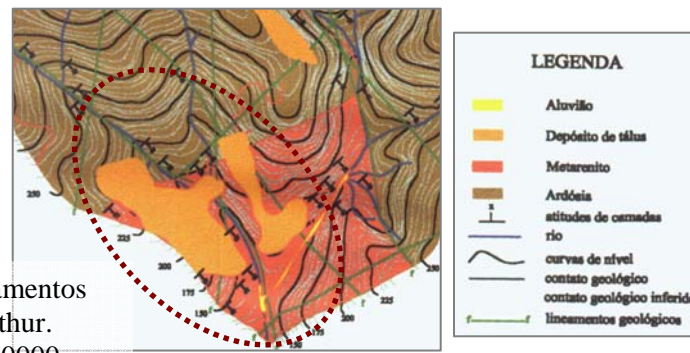 250
225
200
175
150
150
175
200
225
250
amentos
thur.
LEGENDA
Aluvião
Depósito de tálus
Metarenito
Ardósia
atitudes de camadas
rio
curvas de nível
contato geológico
contato geológico inferido
lineamentos geológicos